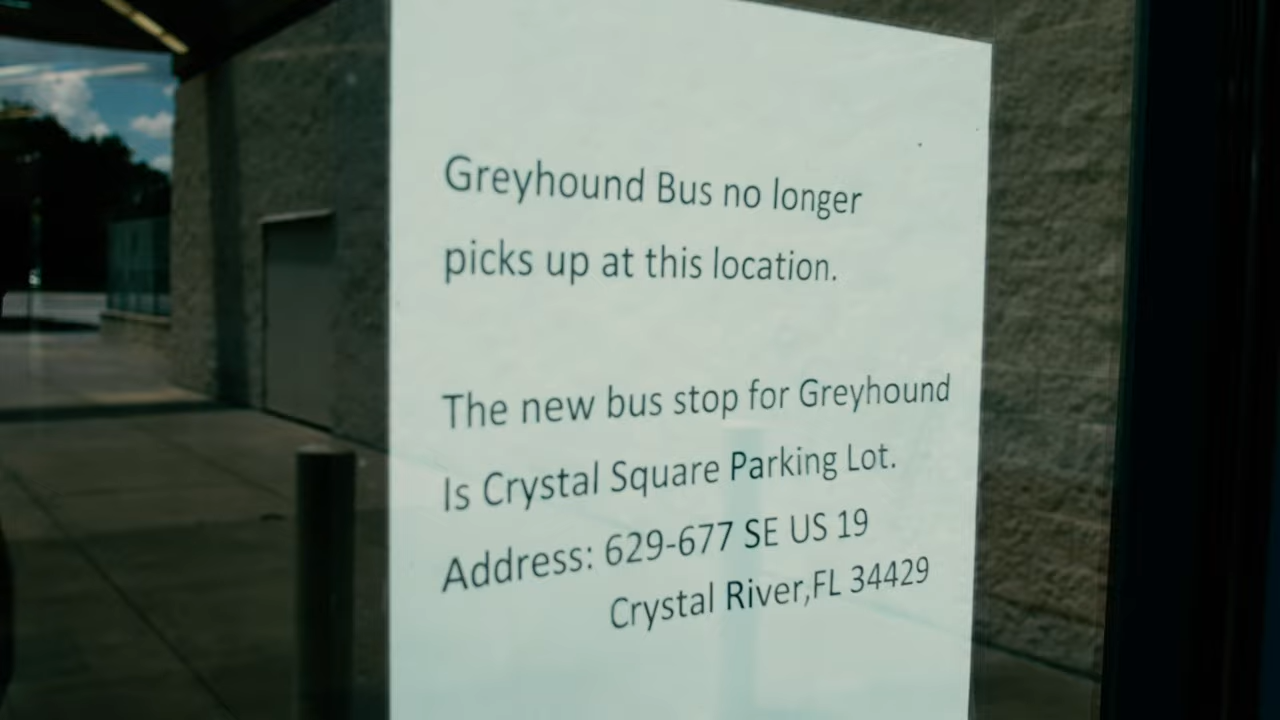 Greyhound Bus no longer
picks up at this location.
The new bus stop for Greyhound
Is Crystal Square Parking Lot.
Address: 629-677 SE US 19
Crystal River,FL 34429